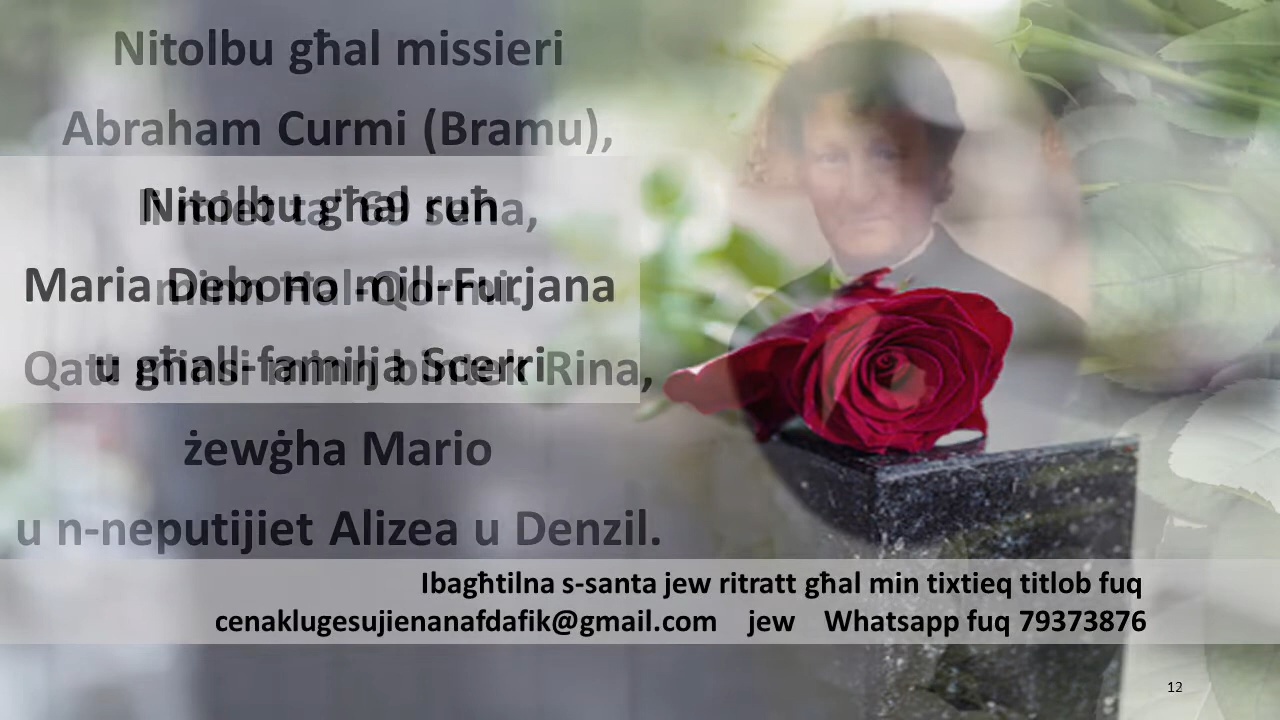 Nitolbu għal missieri
Abraham Curmi (Bramu),
Nitolbu għal ruħ
Maria Debono mill-Furjana
u għall-familja Scerri
Rina,
żewġha Mario
u n-neputijiet Alizea u Denzil.
Ibagħtilna s-santa jew ritratt għal min tixtieq titlob fuq
cenaklugesujienanafdafik@gmail.com jew Whatsapp fuq 79373876
12